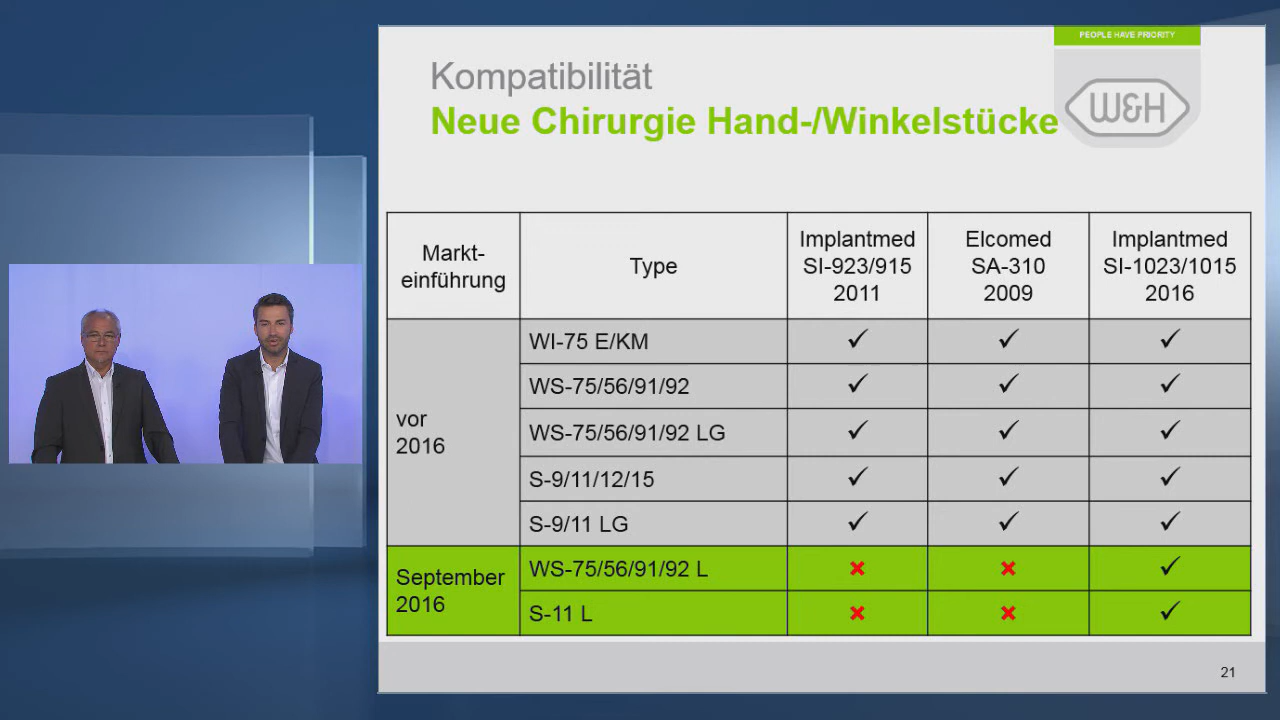 PEOPLE HAVE PRIORITY
W&H
Kompatibilität
Neue Chirurgie Hand-/Winkelstücke
Markt-
einführung
Type
Implantmed
SI-923/915
2011
Elcomed
SA-310
2009
Implantmed
SI-1023/1015
2016
vor
2016
WI-75 E/KM ✓ ✓ ✓
WS-75/56/91/92 ✓ ✓ ✓
WS-75/56/91/92 LG ✓ ✓ ✓
S-9/11/12/15 ✓ ✓ ✓
S-9/11 LG ✓ ✓ ✓
September
2016
WS-75/56/91/92 L ✗ ✗ ✓
S-11 L ✗ ✗ ✓
21